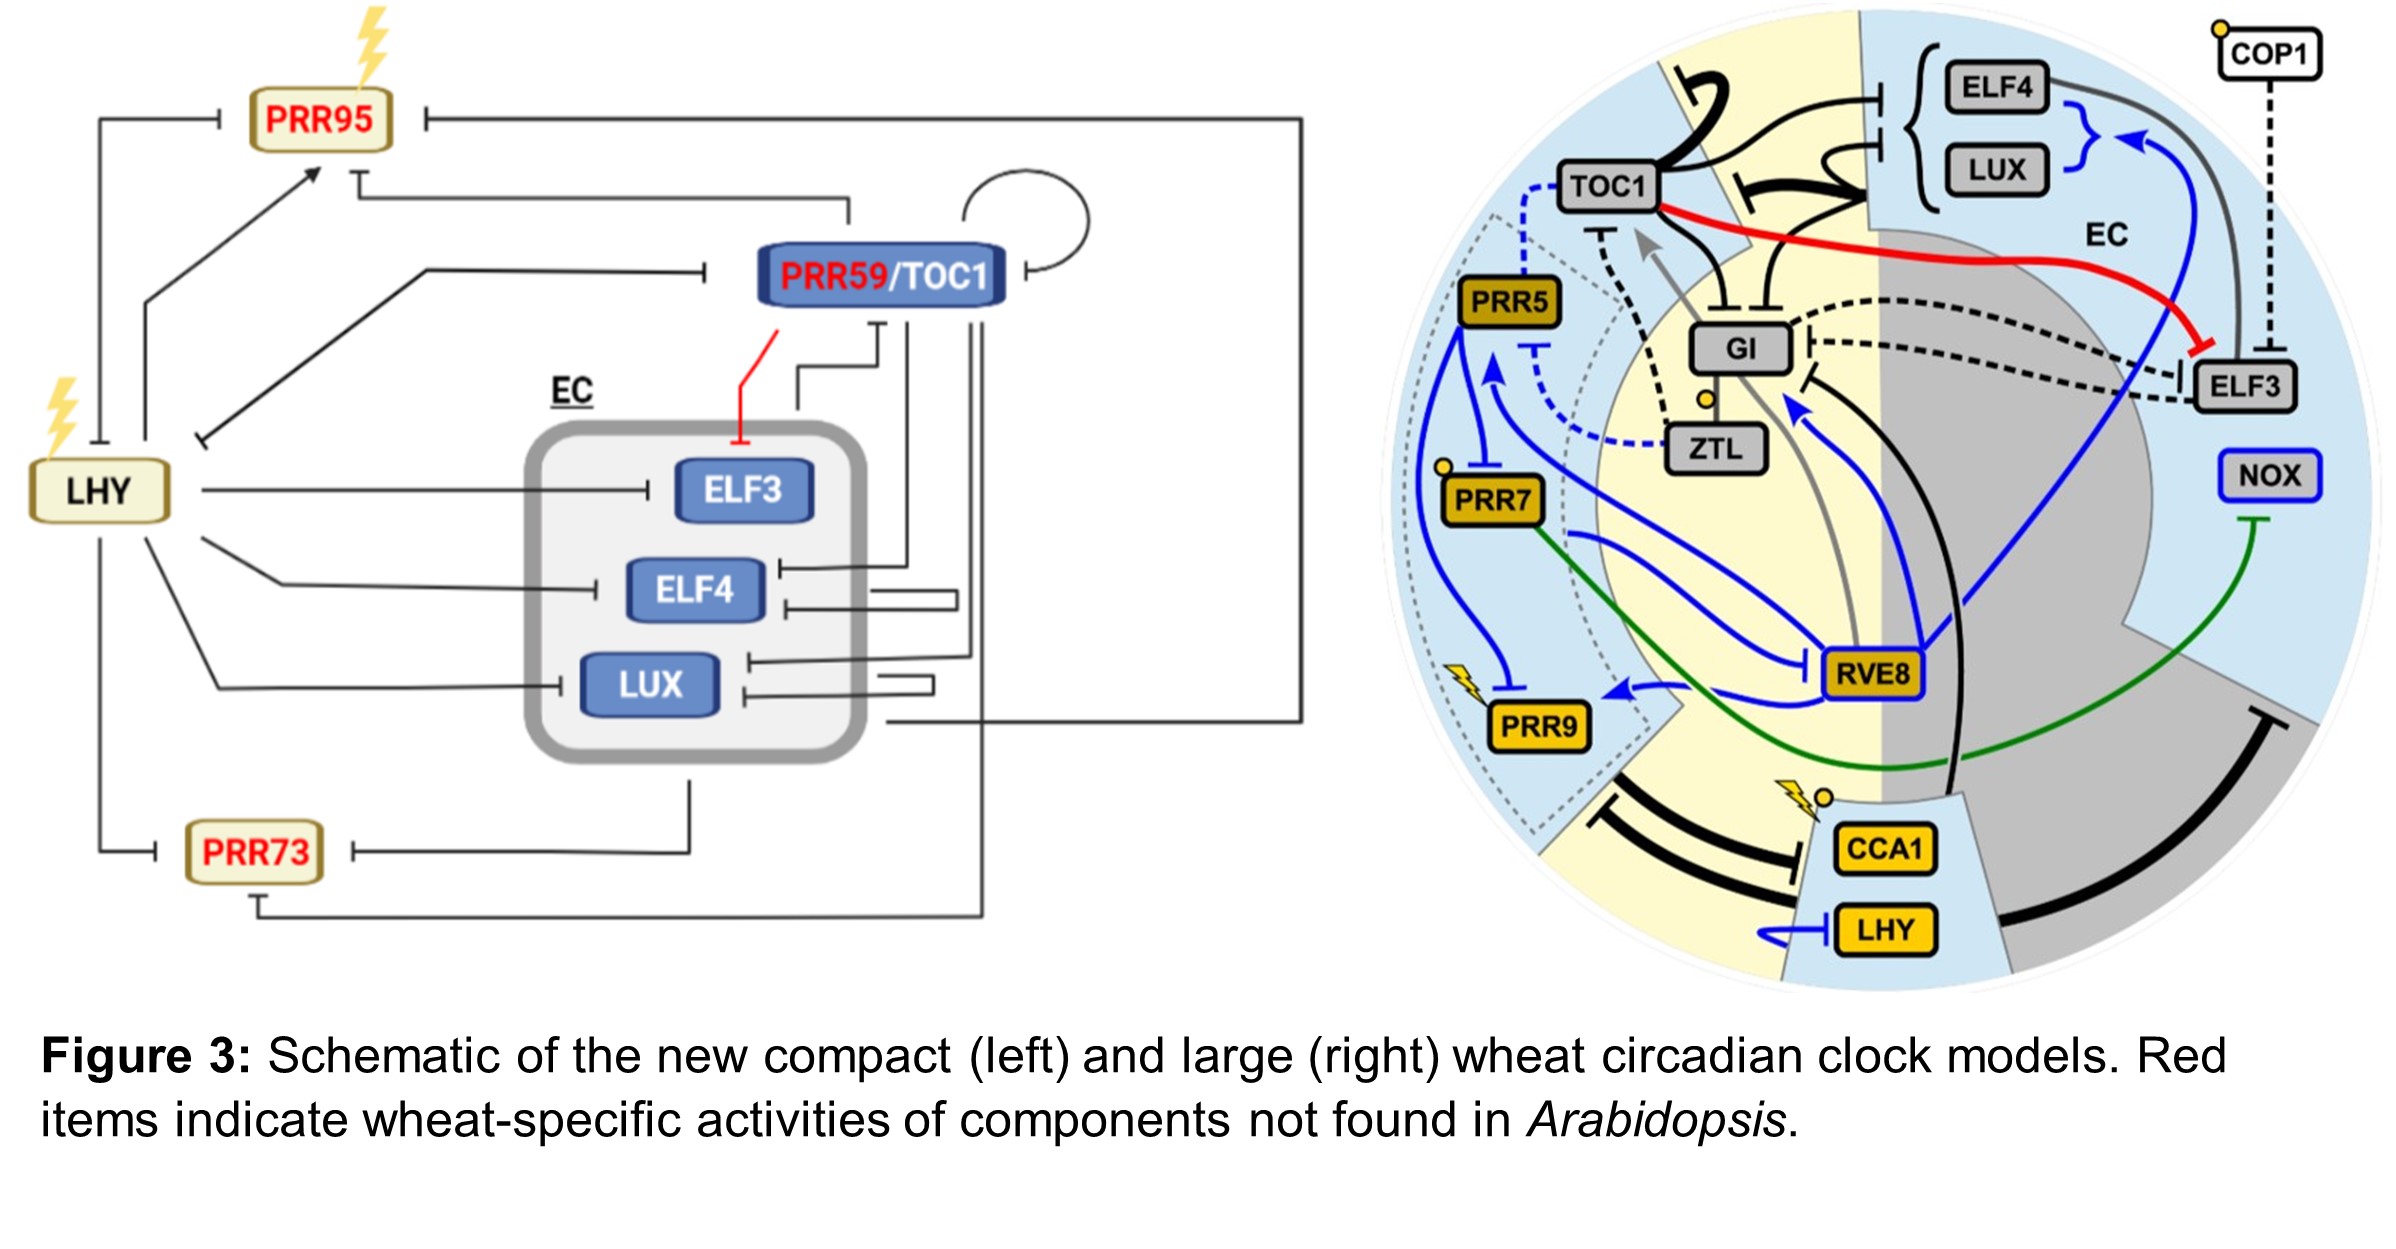 PRR95
PRR59/TOC1
EC
LHY
ELF3
ELF4
LUX
PRR73
COP1
ELF4
LUX
TOC1
EC
PRR5
GI
ELF3
ZTL
NOX
PRR7
RVE8
PRR9
CCA1
LHY
Figure 3: Schematic of the new compact (left) and large (right) wheat circadian clock models. Red
items indicate wheat-specific activities of components not found in Arabidopsis.